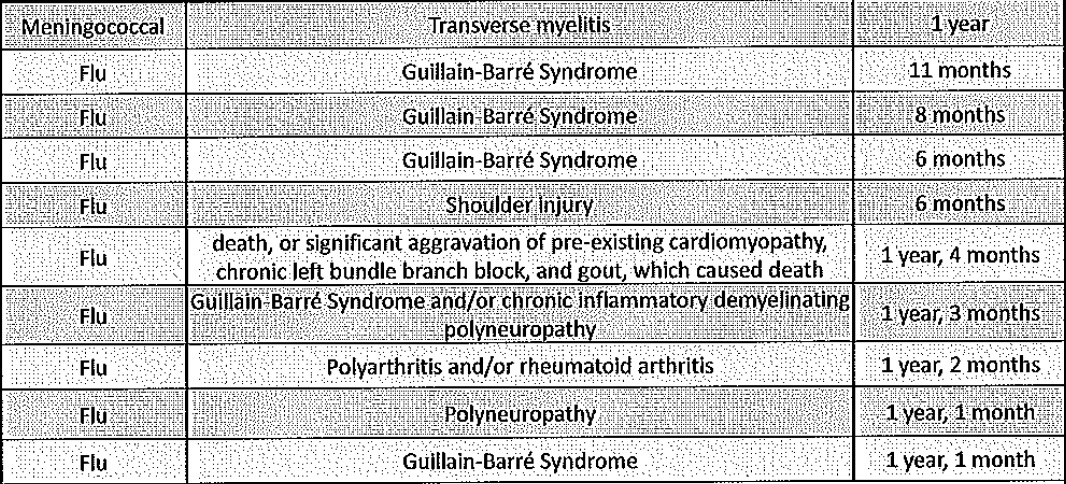 Meningococcal Transverse myelitis 1 year
Flu Guillain-Barré Syndrome 11 months
Flu Guillain-Barré Syndrome 8 months
Flu Guillain-Barré Syndrome 6 months
Flu Shoulder injury 6 months
Flu death, or significant aggravation of pre-existing cardiomyopathy, 1 year, 4 months
chronic left bundle branch block, and gout, which caused death
Flu Guillain-Barré Syndrome and/or chronic inflammatory demyelinating 1 year, 3 months
polyneuropathy
Flu Polyarthritis and/or rheumatoid arthritis 1 year, 2 months
Flu Polyneuropathy 1 year, 1 month
Flu Guillain-Barré Syndrome 1 year, 1 month